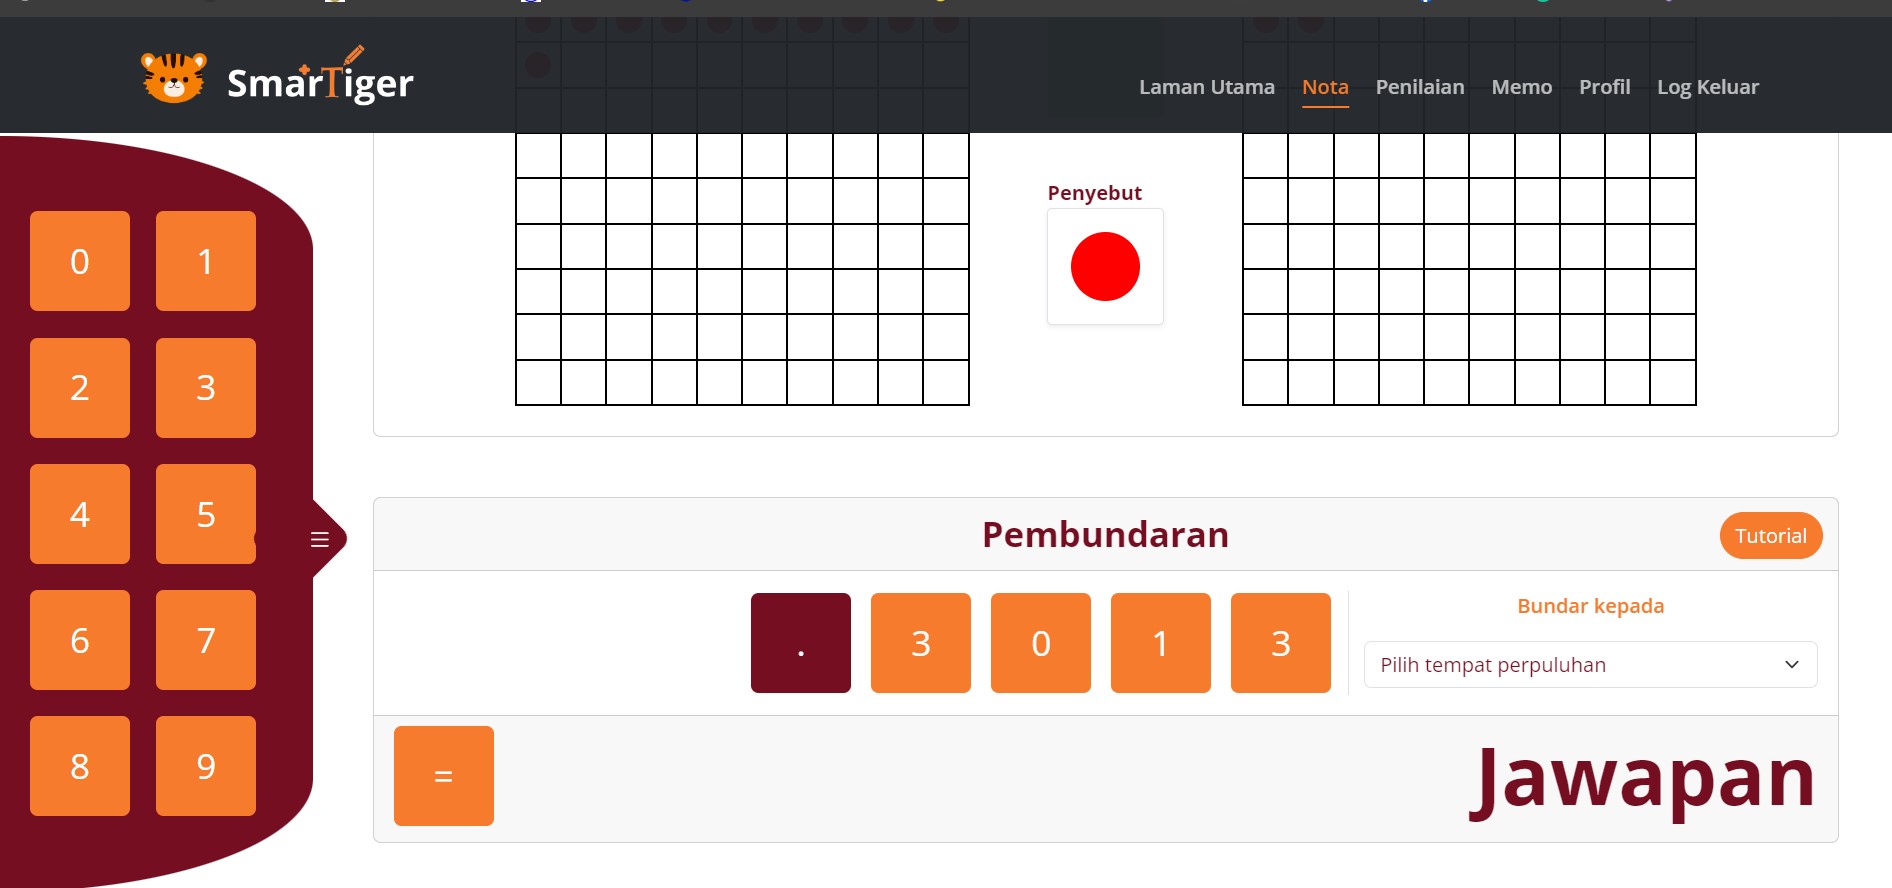 SmarTiger
Laman Utama Nota Penilaian Memo Profil Log Keluar
Penyebut
0 1
2 3
4 5
6 7
8 9
Pembundaran
Tutorial
. 3 0 1 3
Bundar kepada
Pilih tempat perpuluhan
=
Jawapan